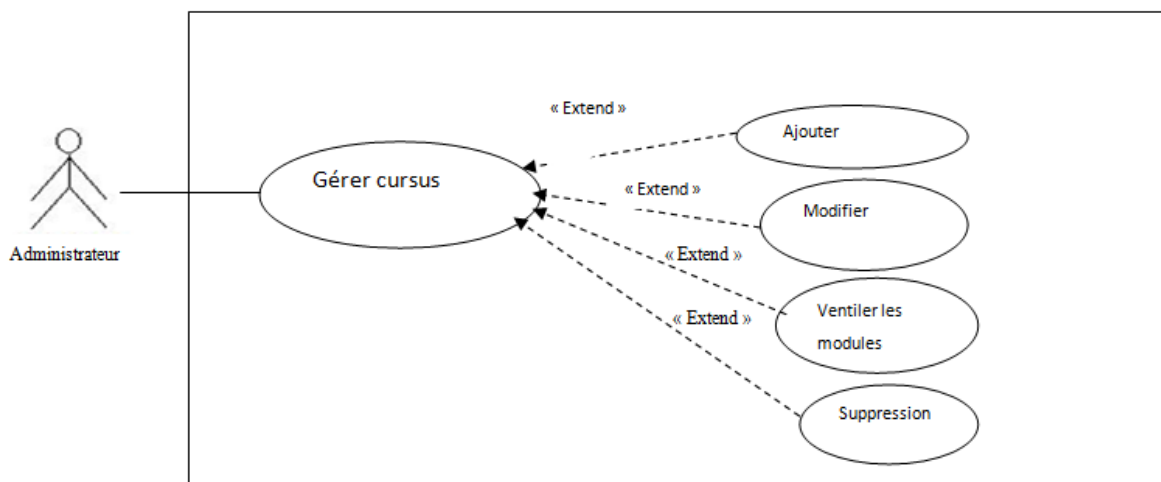 « Extend »
Ajouter
Gérer cursus
« Extend »
Modifier
Administrateur
« Extend »
Ventiler les
modules
« Extend »
Suppression